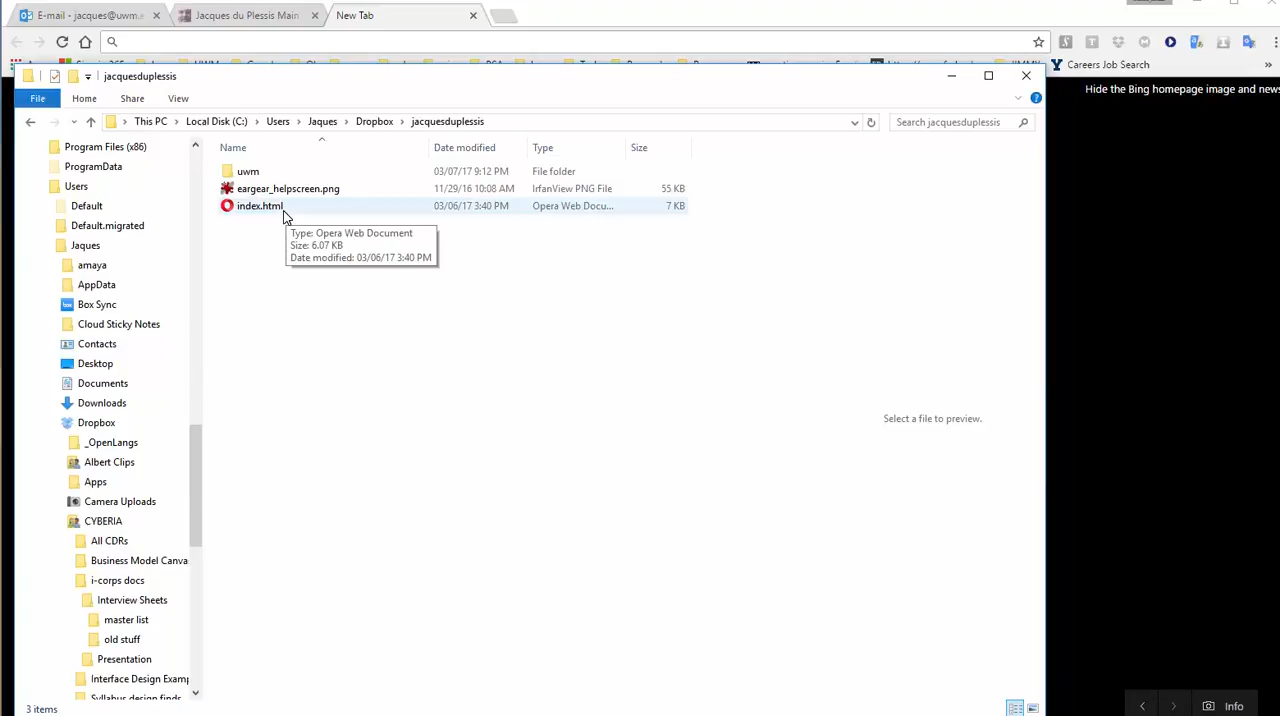 E-mail - jacques@uwm.e
Jacques du Plessis Main
New Tab
Careers Job Search
»
jacquesduplessis
Hide the Bing homepage image and news
File
Home
Share
View
This PC > Local Disk (C:) > Users > Jaques > Dropbox > jacquesduplessis
Search jacquesduplessis
Name
Date modified
Type
Size
uwm
03/07/17 9:12 PM
File folder
eargear_helpscreen.png
11/29/16 10:08 AM
IrfanView PNG File
55 KB
index.html
03/06/17 3:40 PM
Opera Web Docu...
7 KB
Type: Opera Web Document
Size: 6.07 KB
Date modified: 03/06/17 3:40 PM
Program Files (x86)
ProgramData
Users
Default
Default.migrated
Jaques
amaya
AppData
Box Sync
Cloud Sticky Notes
Contacts
Desktop
Documents
Downloads
Dropbox
_OpenLangs
Albert Clips
Apps
Camera Uploads
CYBERIA
All CDRs
Business Model Canva
i-corps docs
Interview Sheets
master list
old stuff
Presentation
Interface Design Examp
Syllabus design finds
Select a file to preview.
3 items
Info